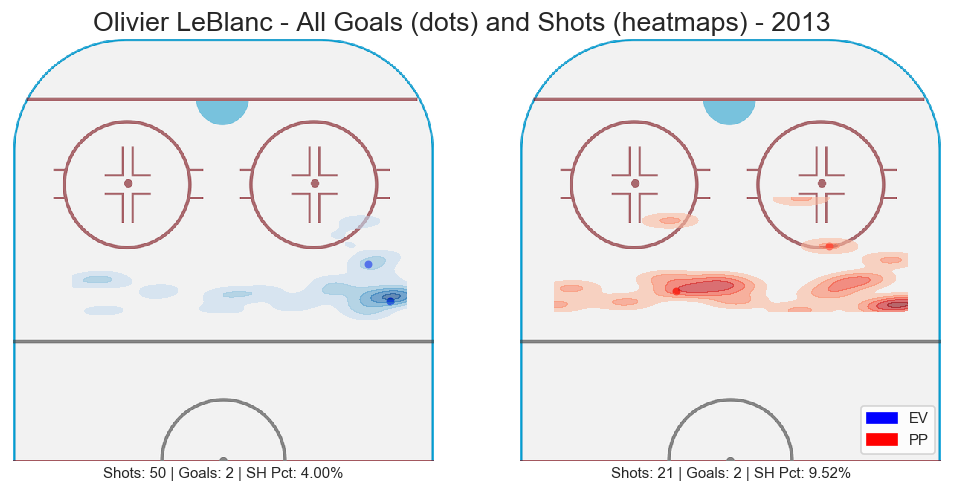 Olivier LeBlanc - All Goals (dots) and Shots (heatmaps) - 2013
EV
PP
Shots: 50 | Goals: 2 | SH Pct: 4.00%
Shots: 21 | Goals: 2 | SH Pct: 9.52%